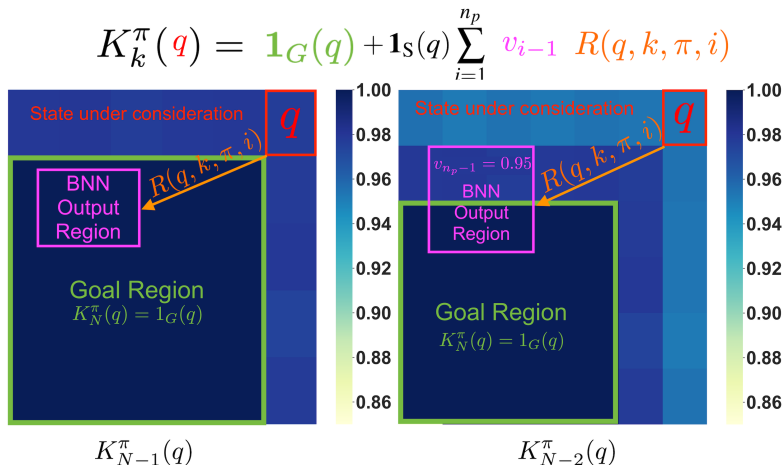 K_k^π(q) = 1_G(q) + 1_S(q) ∑_{i=1}^{n_p} v_{i−1} R(q, k, π, i)
State under consideration
q
R(q, k, π, i)
BNN
Output
Region
Goal Region
K_N^π(q) = 1_G(q)
1.00
0.98
0.96
0.94
0.92
0.90
0.88
0.86
K_{N−1}^π(q)
State under consideration
q
R(q, k, π, i)
v_{n_p−1} = 0.95
BNN
Output
Region
Goal Region
K_N^π(q) = 1_G(q)
1.00
0.98
0.96
0.94
0.92
0.90
0.88
0.86
K_{N−2}^π(q)